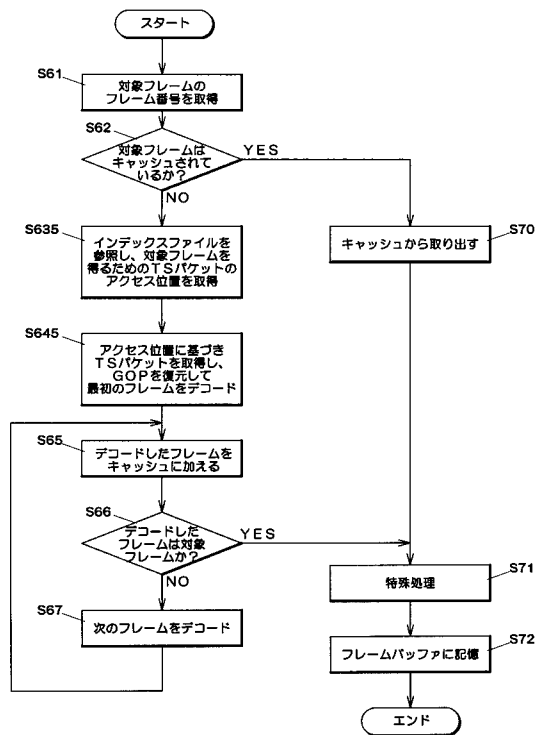 スタート
S61
対象フレームの
フレーム番号を取得
S62
対象フレームは
キャッシュされて
いるか？
YES
NO
S635
インデックスファイルを
参照し、対象フレームを
得るためのTSパケットの
アクセス位置を取得
S70
キャッシュから取り出す
S645
アクセス位置に基づき
TSパケットを取得し、
GOPを復元して
最初のフレームをデコード
S65
デコードしたフレームを
キャッシュに加える
S66
デコードした
フレームは対象
フレームか？
YES
NO
S67
次のフレームをデコード
S71
特殊処理
S72
フレームバッファに記憶
エンド